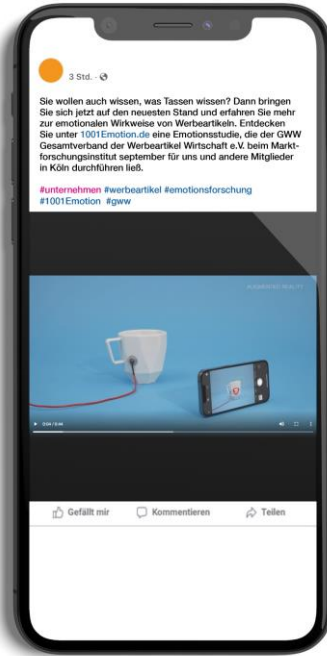 3 Std. ·
Sie wollen auch wissen, was Tassen wissen? Dann bringen
Sie sich jetzt auf den neuesten Stand und erfahren Sie mehr
zur emotionalen Wirkweise von Werbeartikeln. Entdecken
Sie unter 1001Emotion.de eine Emotionsstudie, die der GWW
Gesamtverband der Werbeartikel Wirtschaft e.V. beim Markt-
forschungsinstitut september für uns und andere Mitglieder
in Köln durchführen ließ.
#unternehmen #werbeartikel #emotionsforschung
#1001Emotion #gww
AUGMENTED REALITY
Gefällt mir Kommentieren Teilen